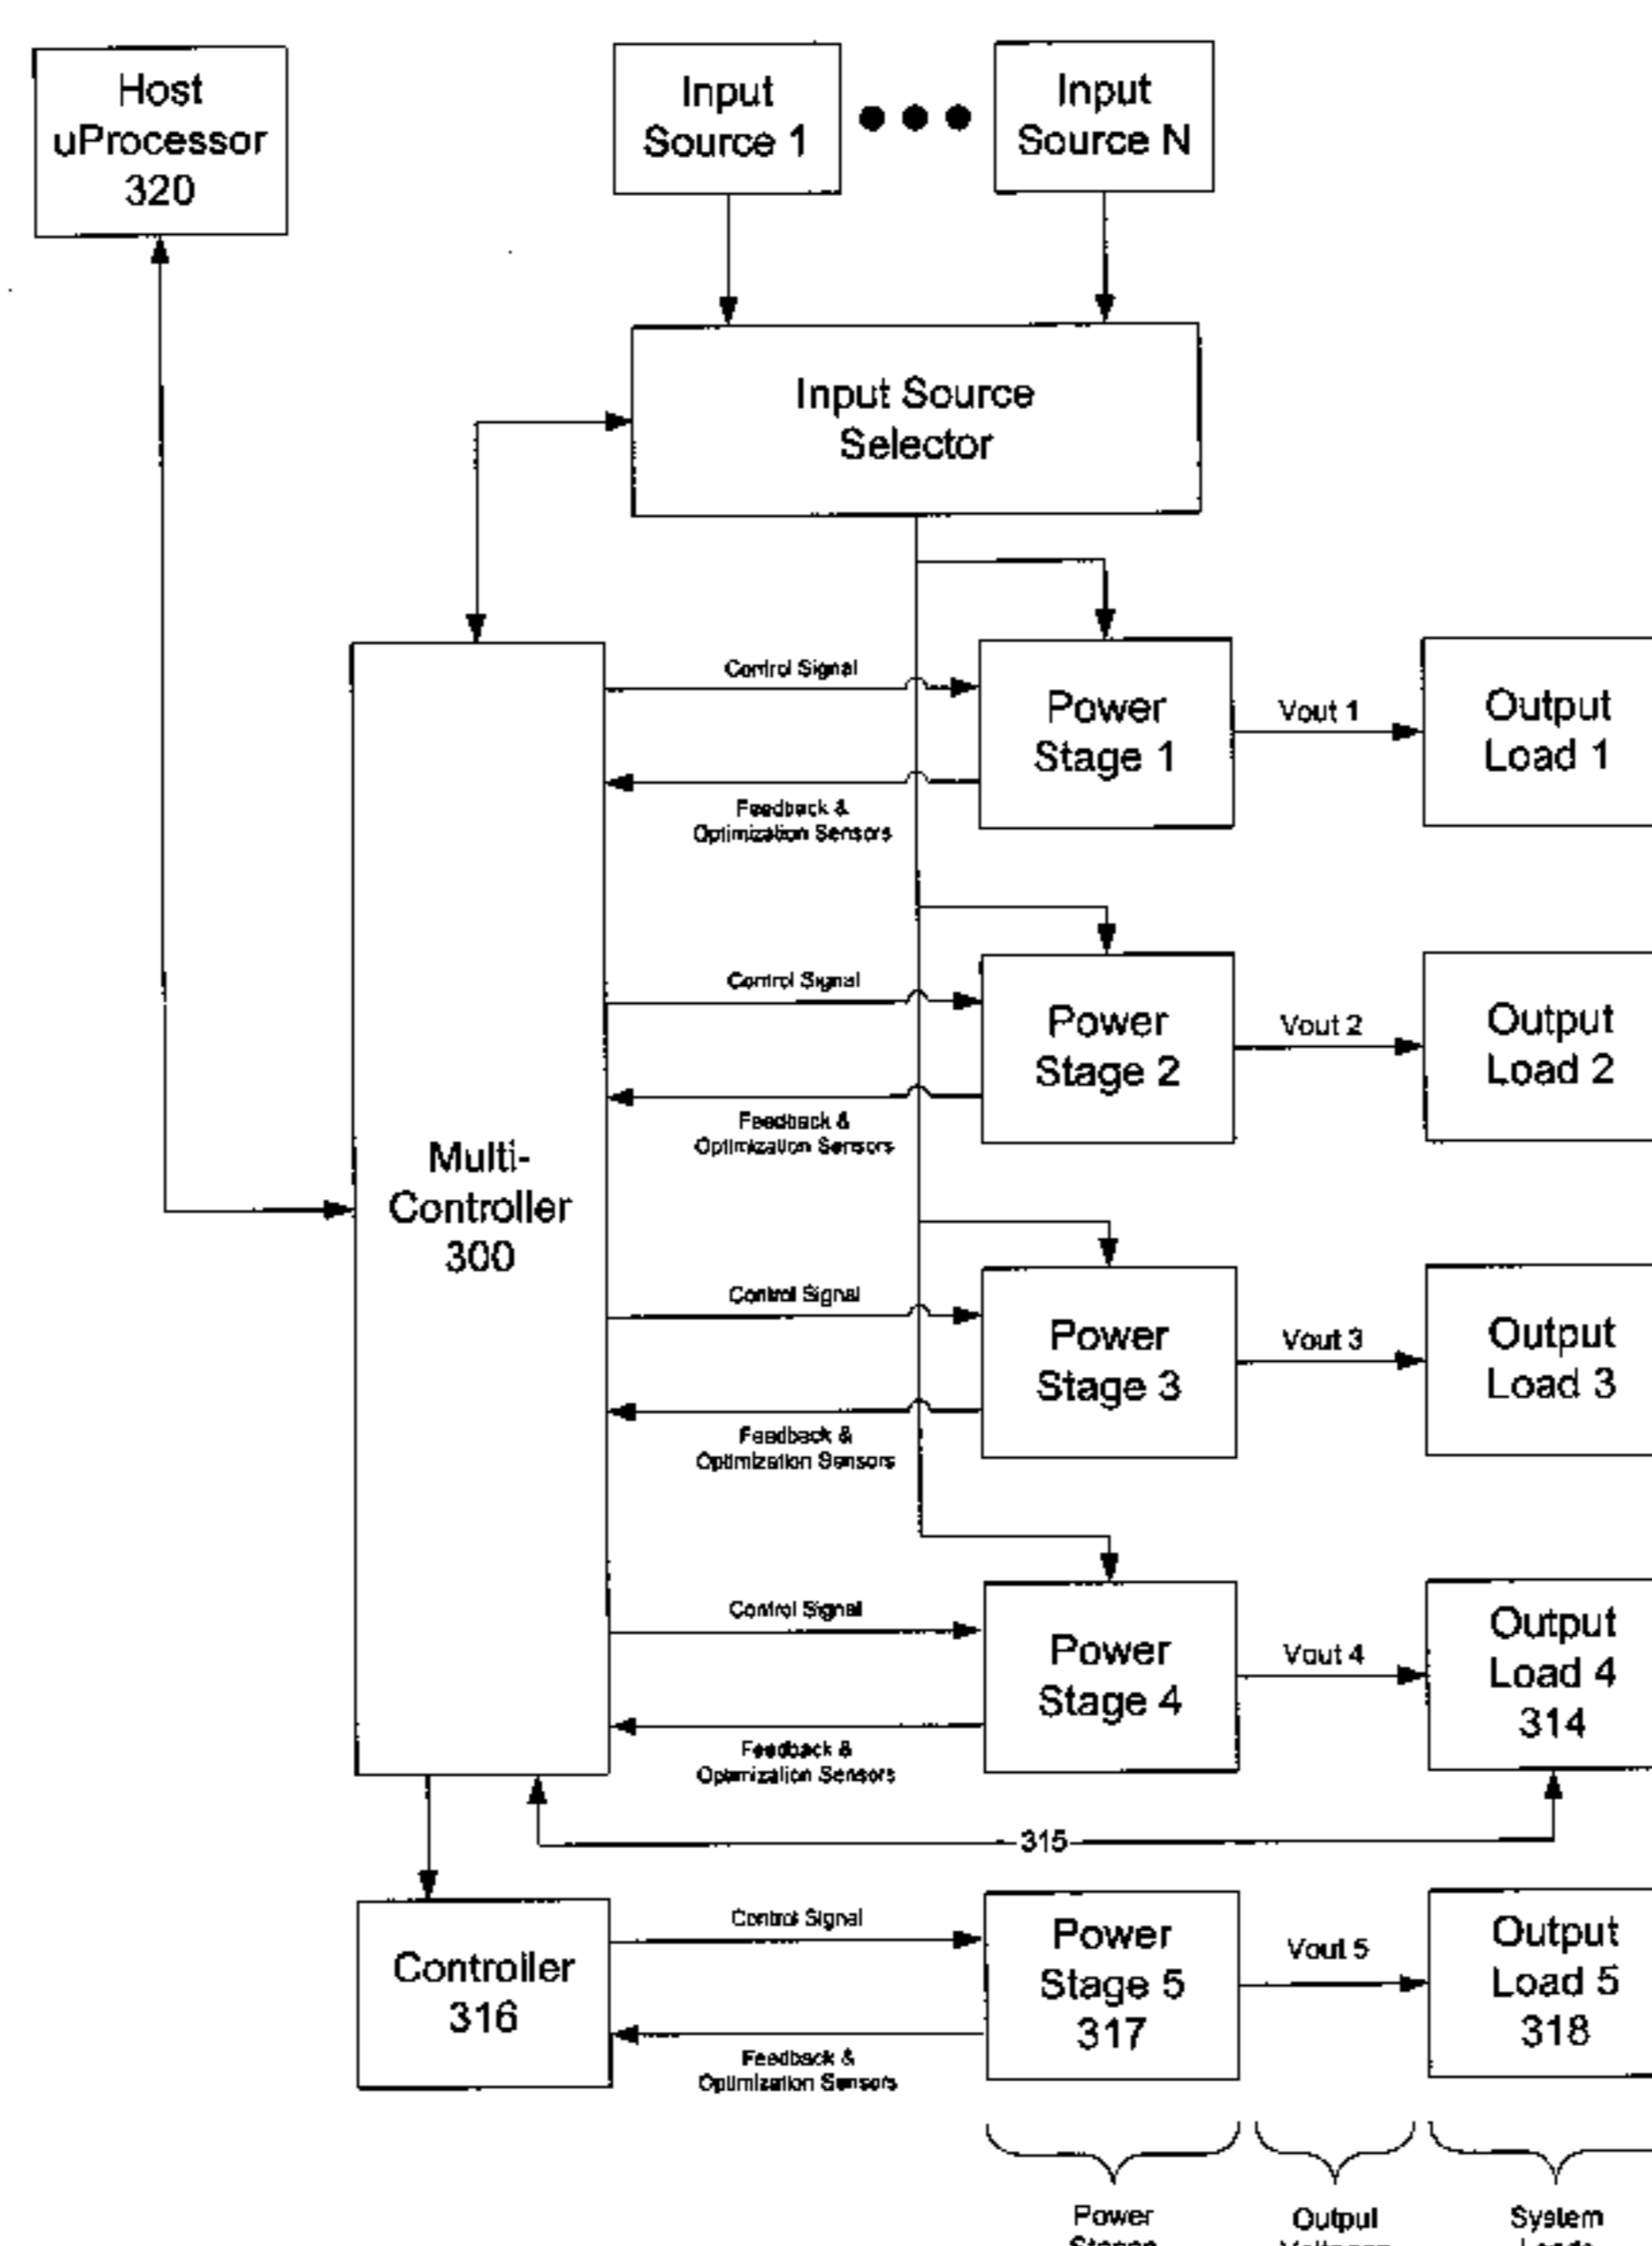 Host
uProcessor
320
Input
Source 1
Input
Source N
Input Source
Selector
Control Signal
Power
Stage 1
Vout 1
Output
Load 1
Feedback &
Optimization Sensors
Control Signal
Power
Stage 2
Vout 2
Output
Load 2
Feedback &
Optimization Sensors
Multi-
Controller
300
Control Signal
Power
Stage 3
Vout 3
Output
Load 3
Feedback &
Optimization Sensors
Control Signal
Power
Stage 4
Vout 4
Output
Load 4
314
Feedback &
Optimization Sensors
315
Controller
316
Control Signal
Power
Stage 5
317
Vout 5
Output
Load 5
318
Feedback &
Optimization Sensors
Power
Output
System